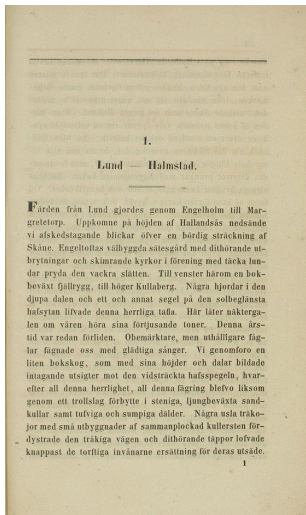 1.
Lund — Halmstad.
Färden från Lund gjordes genom Engelholm till Mar-
gretetorp. Uppkomne på höjden af Hallandsås nedsände
vi afskedstagande blickar öfver en bördig sträckning af
Skåne. Engeltoftas välbyggda sätesgård med dithörande ut-
brytningar och skimrande kyrkor i förening med täcka lun-
dar pryda den vackra slätten. Till venster härom en bok-
beväxt fjällrygg, till höger Kullaberg. Några hjordar i den
djupa dalen och ett och annat segel på den solbeglänsta
hafsytan lifvade denna herrliga tafla. Här låter näkterga-
len om våren höra sina förtjusande toner. Denna års-
tid var redan förliden. Obemärktare, men uthålligare fåg-
lar fägnade oss med glädtiga sånger. Vi genomforo en
liten bokskog, som med sina höjder och dalar bildade
intagande utsigter mot den vidsträckta hafsspegeln, hvar-
efter all denna herrlighet, all denna fägring blefvo liksom
genom ett trollslag förbytte i steniga, ljungbeväxta sand-
kullar samt tufviga och sumpiga dälder. Några usla träko-
jor med små utbyggnader af sammanplockad kullersten för-
dystrade den tråkiga vägen och dithörande täppor lofvade
knappast de torftiga invånarne ersättning för deras utsäde.
1